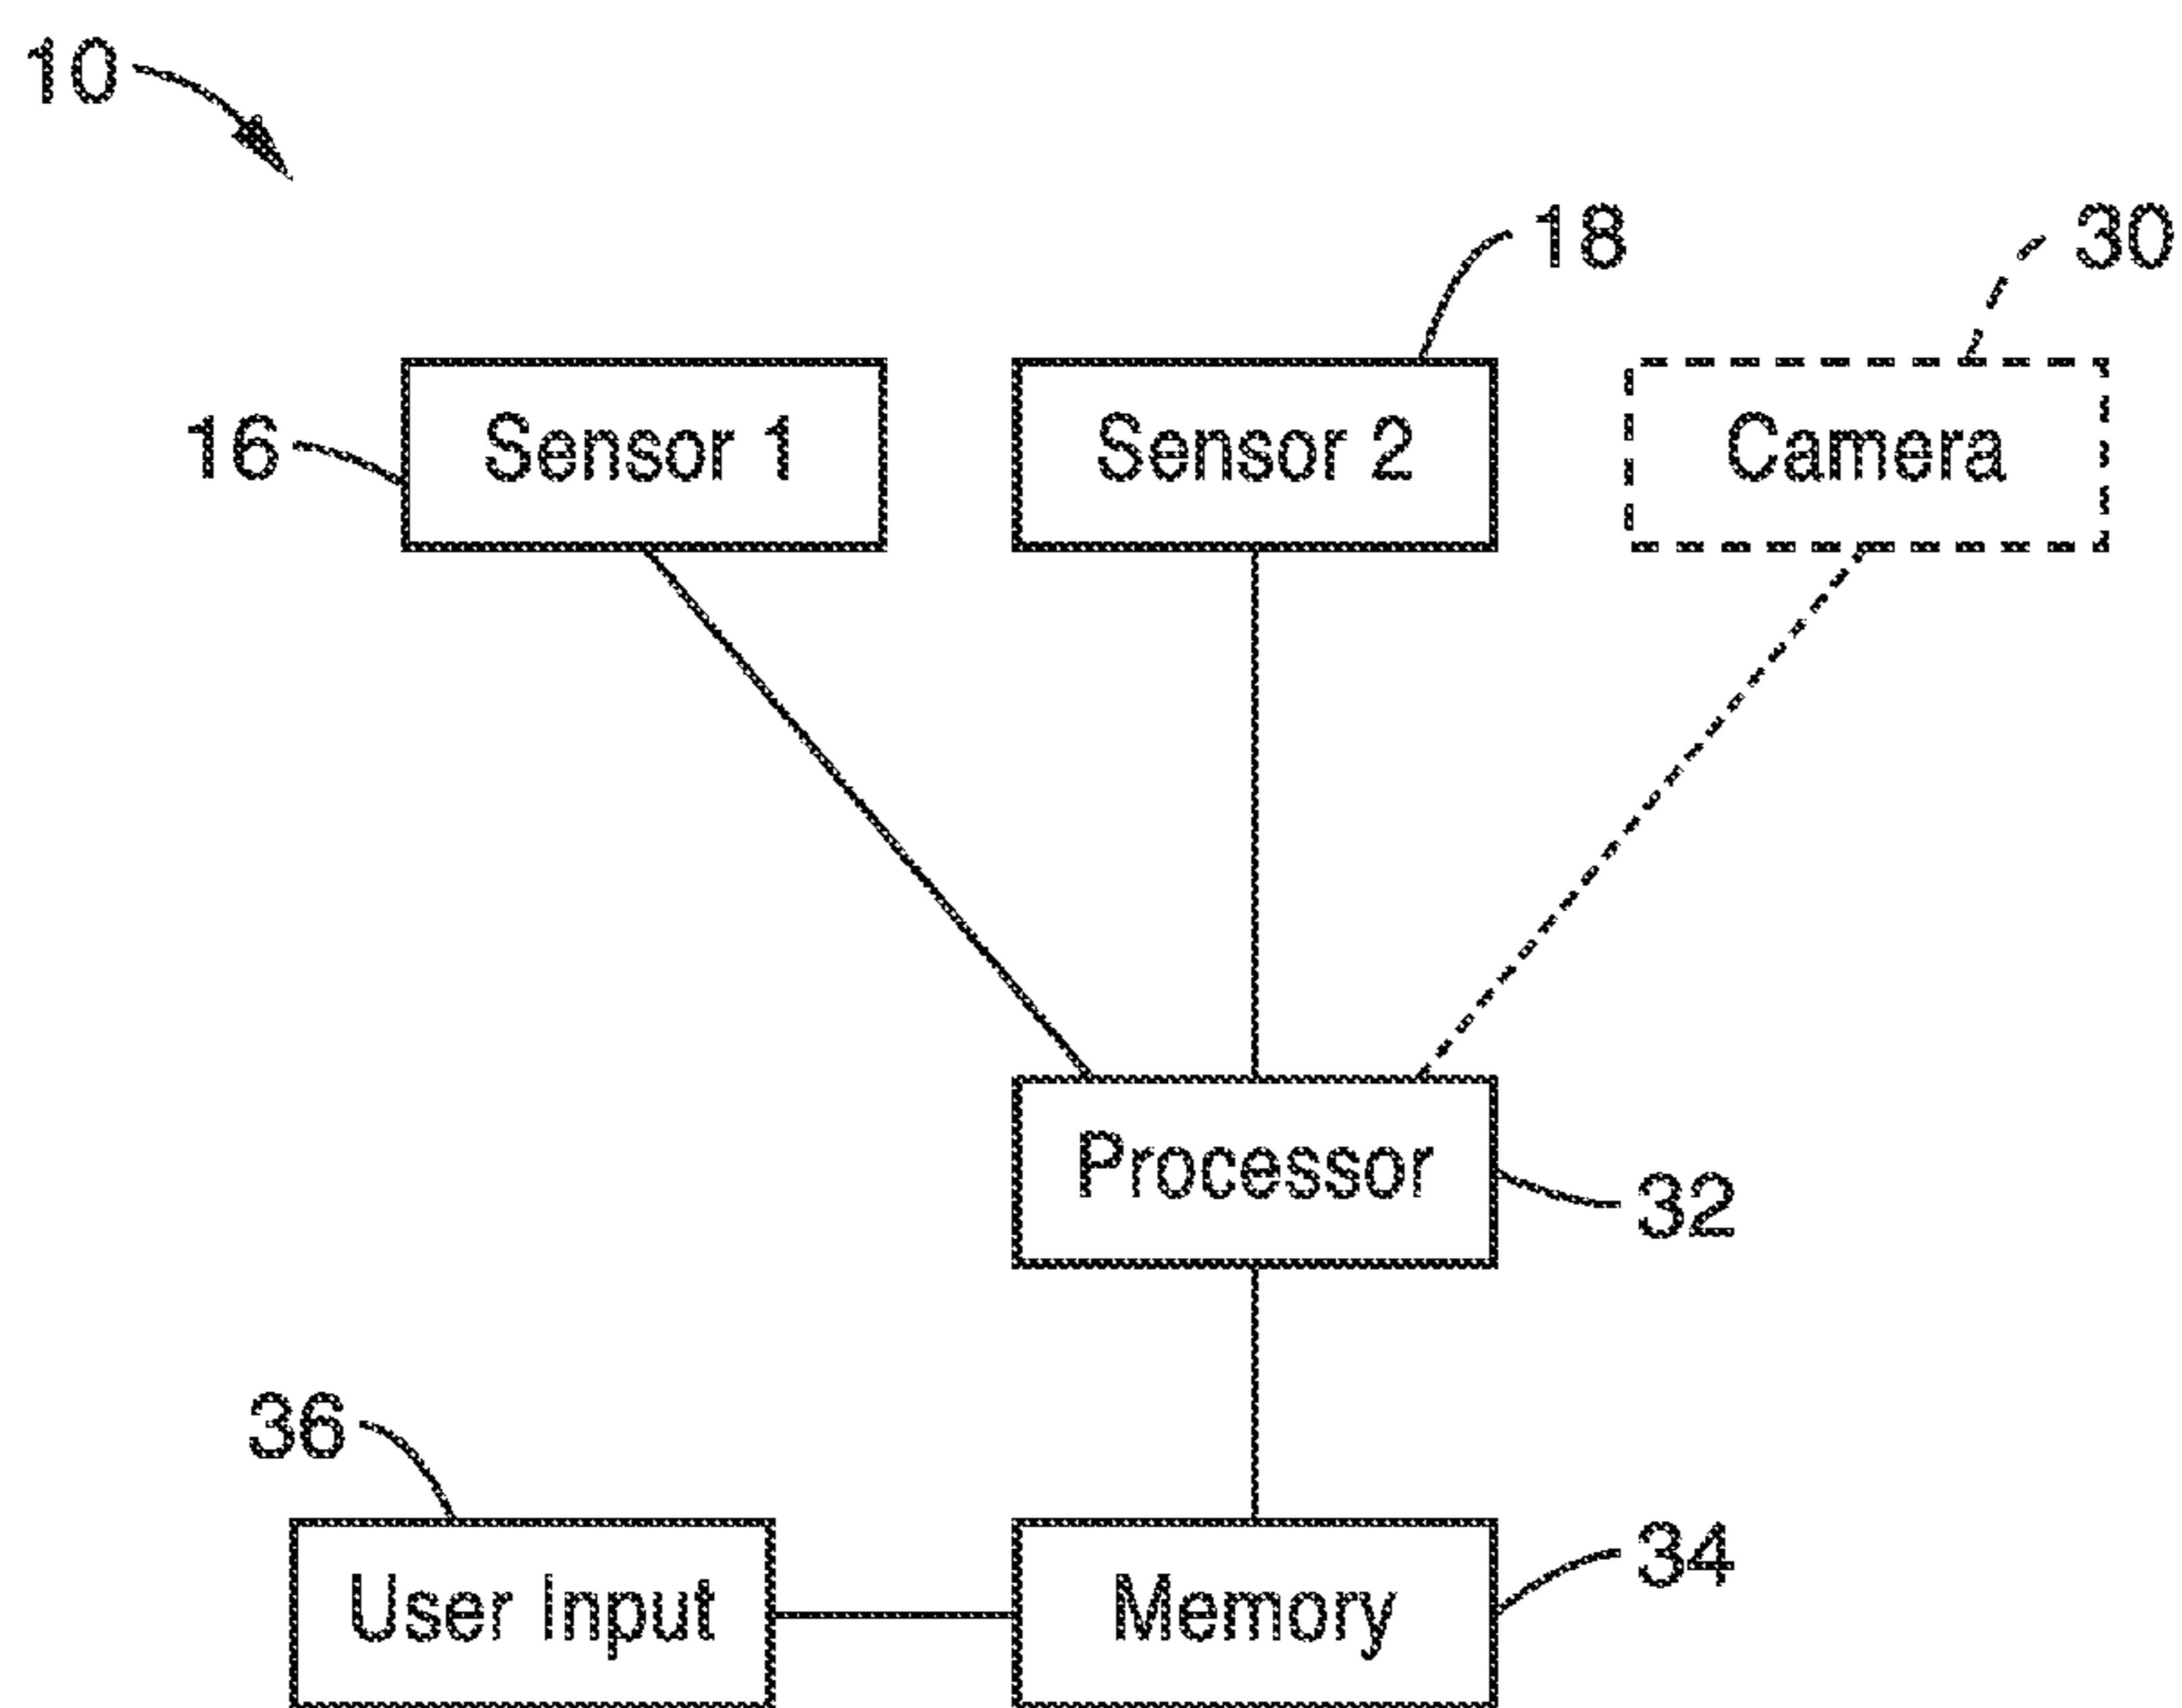 10
18
30
16
Sensor 1
Sensor 2
Camera
Processor
32
36
34
User Input
Memory